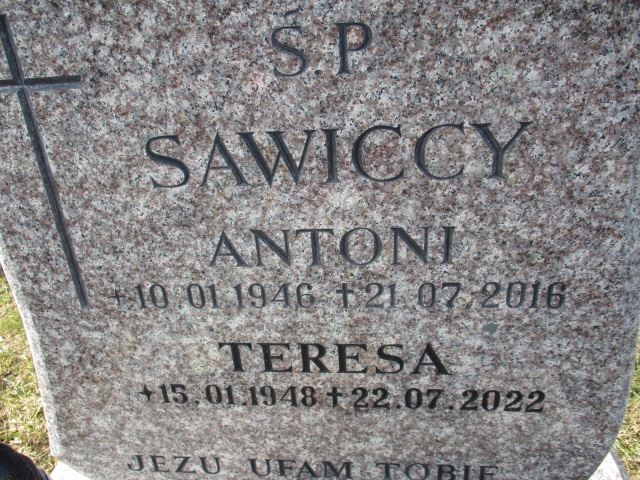 Ś.P.
SAWICCY
ANTONI
+10.01.1946 +21.07.2016
TERESA
+15.01.1948 +22.07.2022
JEZU UFAM TOBIE